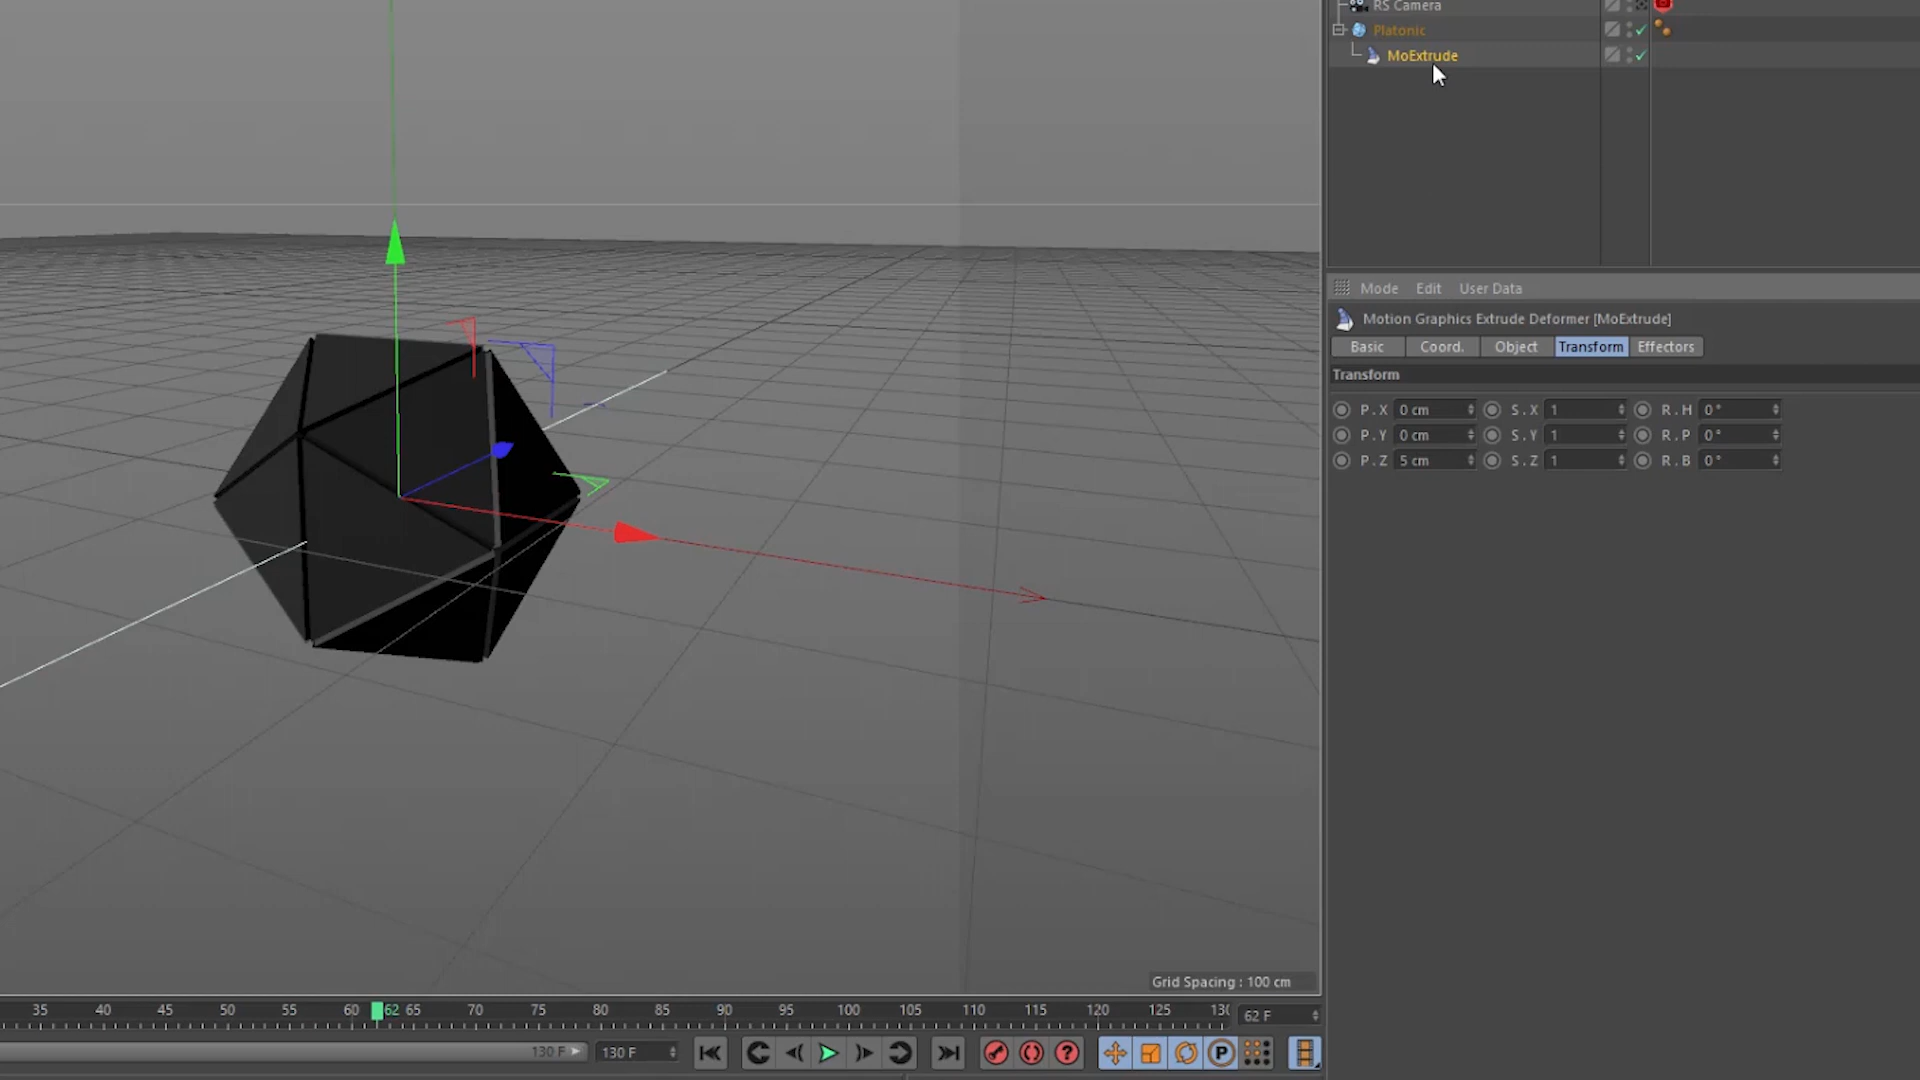 RS Camera
Platonic
MoExtrude
Mode Edit User Data
Motion Graphics Extrude Deformer [MoExtrude]
Basic Coord. Object Transform Effectors
Transform
P.X 0 cm S.X 1 R.H 0°
P.Y 0 cm S.Y 1 R.P 0°
P.Z 5 cm S.Z 1 R.B 0°
Grid Spacing : 100 cm
35 40 45 50 55 60 62 65 70 75 80 85 90 95 100 105 110 115 120 125 130
62 F
130 F
130 F
P